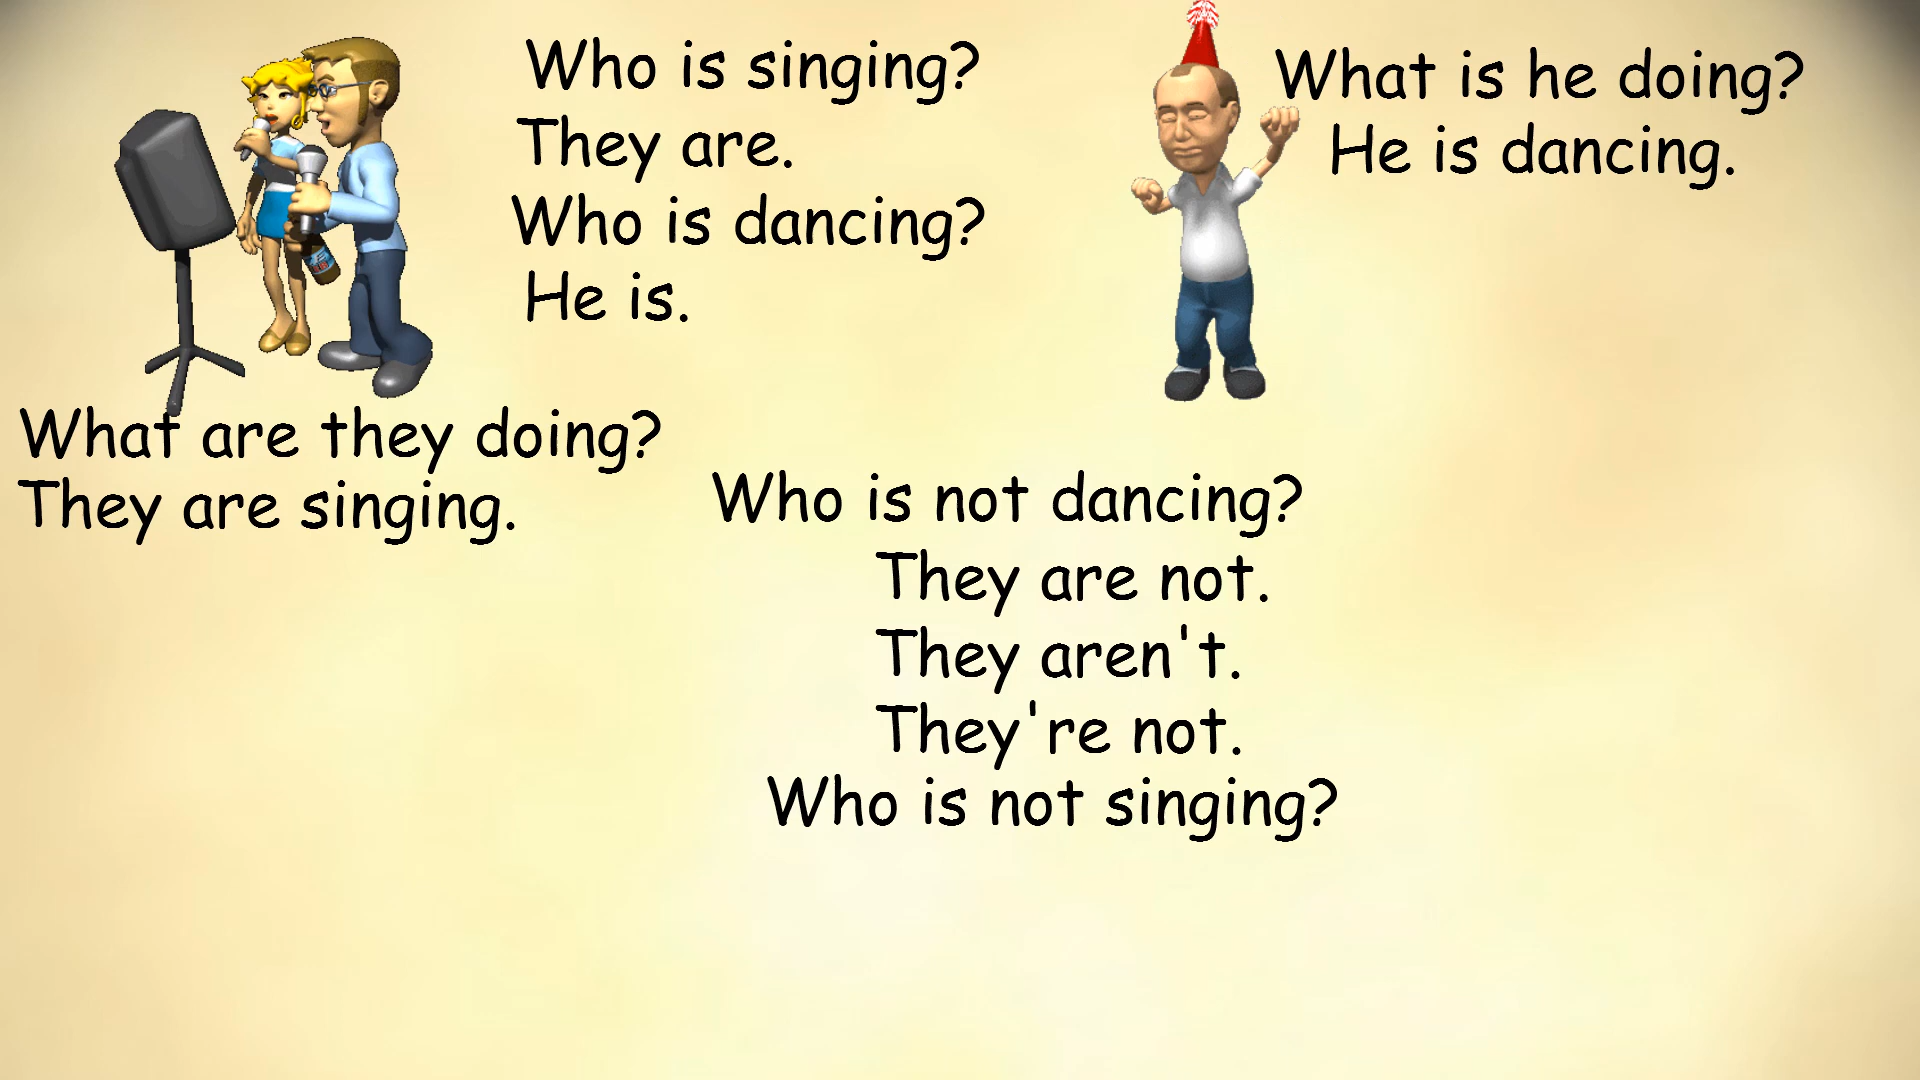 Who is singing?
They are.
Who is dancing?
He is.
What is he doing?
He is dancing.
What are they doing?
They are singing.
Who is not dancing?
They are not.
They aren't.
They're not.
Who is not singing?